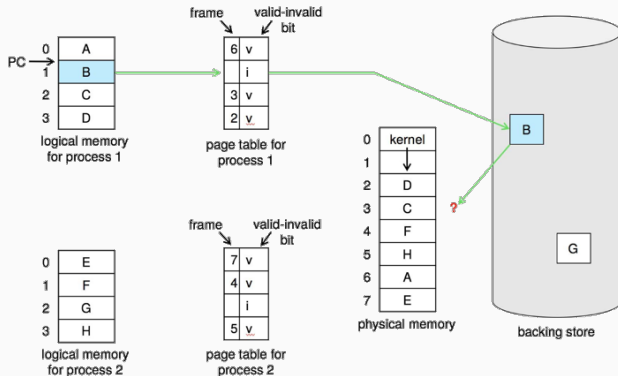 frame
valid-invalid
bit
PC
0 A
1 B
2 C
3 D
logical memory
for process 1
6 v
i
3 v
2 v
page table for
process 1
B
0 kernel
1
2 D
3 C
4 F
5 H
6 A
7 E
physical memory
?
G
backing store
frame
valid-invalid
bit
0 E
1 F
2 G
3 H
logical memory
for process 2
7 v
4 v
i
5 v
page table for
process 2